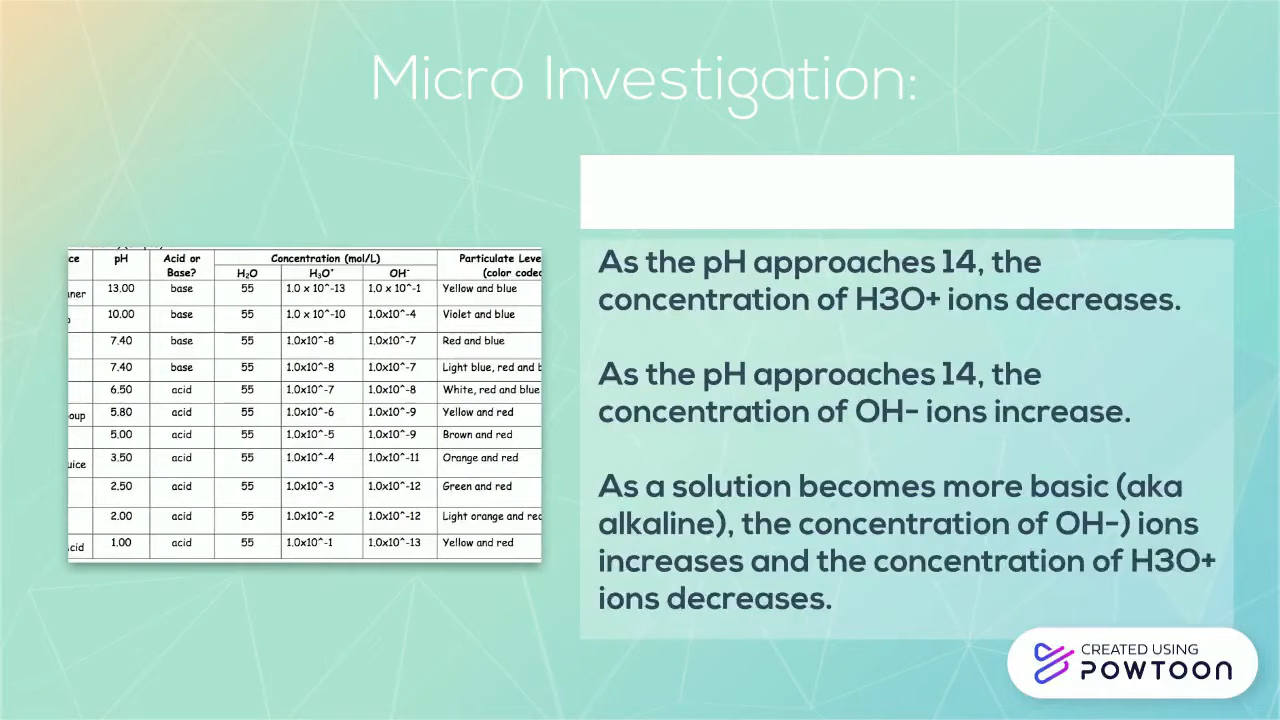 Micro Investigation:
ce pH Acid or Base? Concentration (mol/L) Particulate Leve (color codec
H₂O H₃O⁺ OH⁻
ner 13.00 base 55 1.0 x 10^-13 1.0 x 10^-1 Yellow and blue
10.00 base 55 1.0 x 10^-10 1.0x10^-4 Violet and blue
7.40 base 55 1.0x10^-8 1.0x10^-7 Red and blue
7.40 base 55 1.0x10^-8 1.0x10^-7 Light blue, red and b
6.50 acid 55 1.0x10^-7 1.0x10^-8 White, red and blue
oup 5.80 acid 55 1.0x10^-6 1.0x10^-9 Yellow and red
5.00 acid 55 1.0x10^-5 1.0x10^-9 Brown and red
uice 3.50 acid 55 1.0x10^-4 1.0x10^-11 Orange and red
2.50 acid 55 1.0x10^-3 1.0x10^-12 Green and red
2.00 acid 55 1.0x10^-2 1.0x10^-12 Light orange and red
cid 1.00 acid 55 1.0x10^-1 1.0x10^-13 Yellow and red
As the pH approaches 14, the
concentration of H3O+ ions decreases.
As the pH approaches 14, the
concentration of OH- ions increase.
As a solution becomes more basic (aka
alkaline), the concentration of OH-) ions
increases and the concentration of H3O+
ions decreases.
CREATED USING
POWTOON